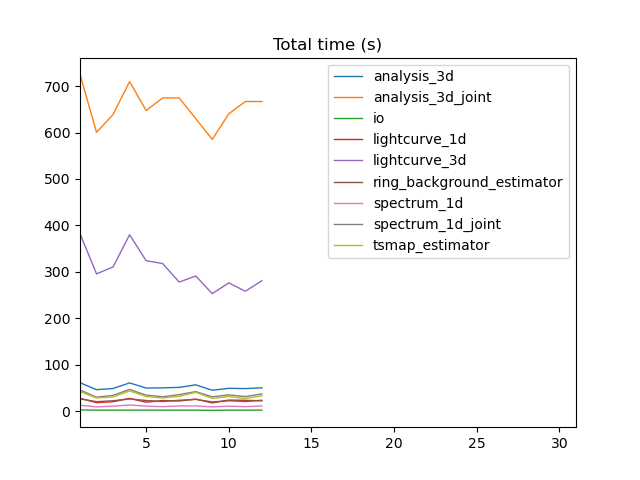 Total time (s)
analysis_3d
analysis_3d_joint
io
lightcurve_1d
lightcurve_3d
ring_background_estimator
spectrum_1d
spectrum_1d_joint
tsmap_estimator
700
600
500
400
300
200
100
0
5 10 15 20 25 30